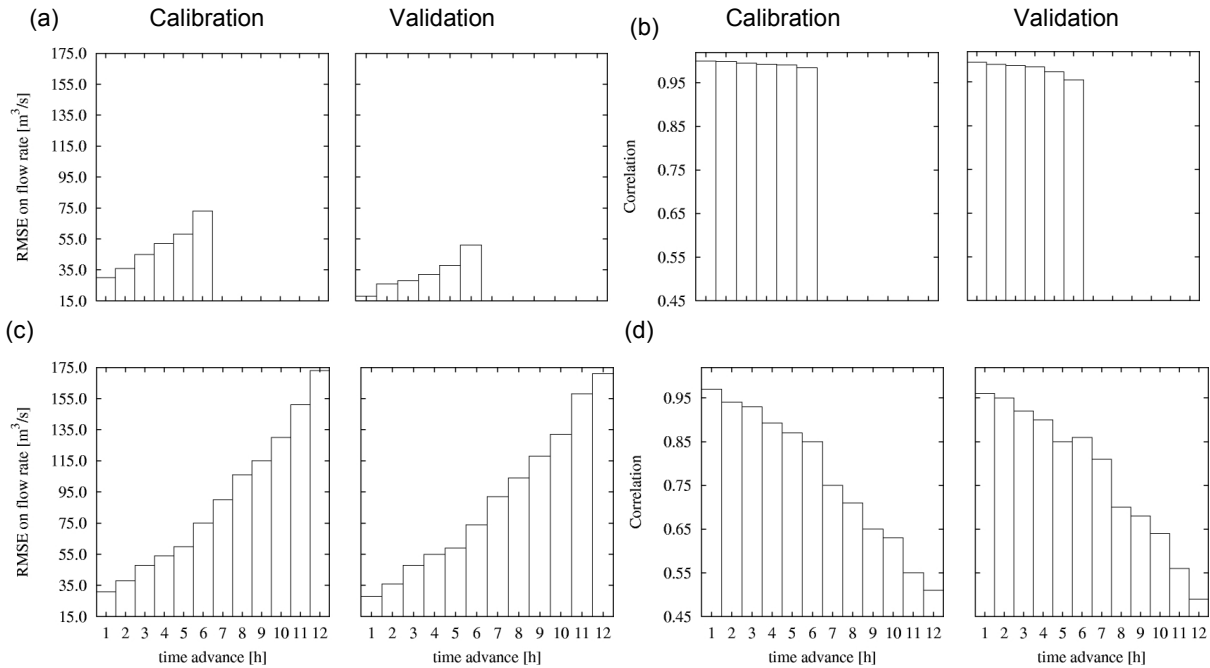 (a)
Calibration
Validation
(b)
Calibration
Validation
RMSE on flow rate [m³/s]
175.0
155.0
135.0
115.0
95.0
75.0
55.0
35.0
15.0
Correlation
0.95
0.85
0.75
0.65
0.55
0.45
(c)
RMSE on flow rate [m³/s]
175.0
155.0
135.0
115.0
95.0
75.0
55.0
35.0
15.0
1 2 3 4 5 6 7 8 9 10 11 12
time advance [h]
1 2 3 4 5 6 7 8 9 10 11 12
time advance [h]
(d)
Correlation
0.95
0.85
0.75
0.65
0.55
0.45
1 2 3 4 5 6 7 8 9 10 11 12
time advance [h]
1 2 3 4 5 6 7 8 9 10 11 12
time advance [h]